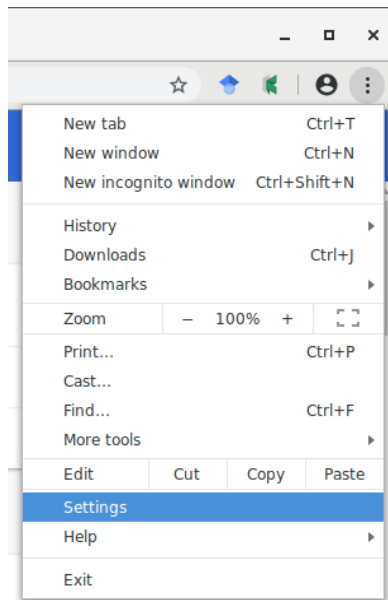 New tab Ctrl+T
New window Ctrl+N
New incognito window Ctrl+Shift+N
History
Downloads Ctrl+J
Bookmarks
Zoom – 100% +
Print... Ctrl+P
Cast...
Find... Ctrl+F
More tools
Edit Cut Copy Paste
Settings
Help
Exit